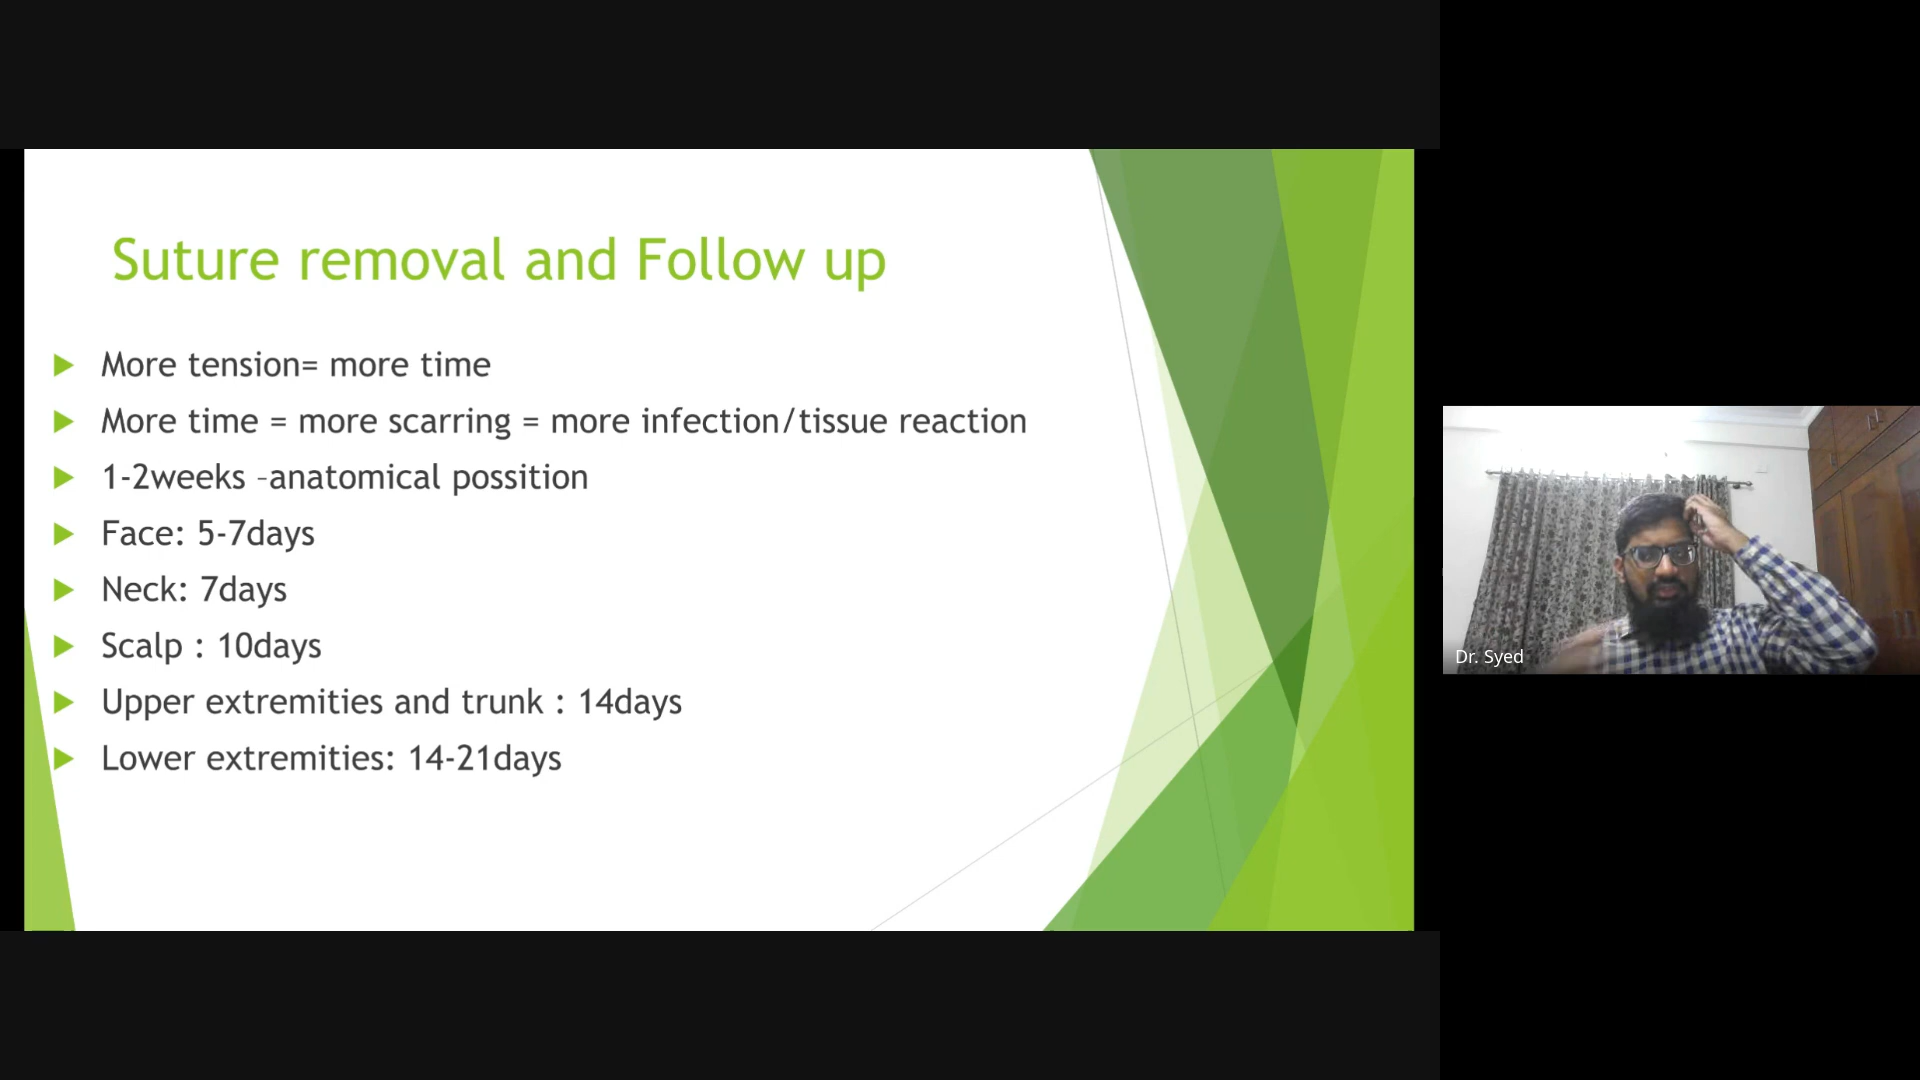 Suture removal and Follow up
More tension= more time
More time = more scarring = more infection/tissue reaction
1-2weeks –anatomical possition
Face: 5-7days
Neck: 7days
Scalp : 10days
Upper extremities and trunk : 14days
Lower extremities: 14-21days
Dr. Syed